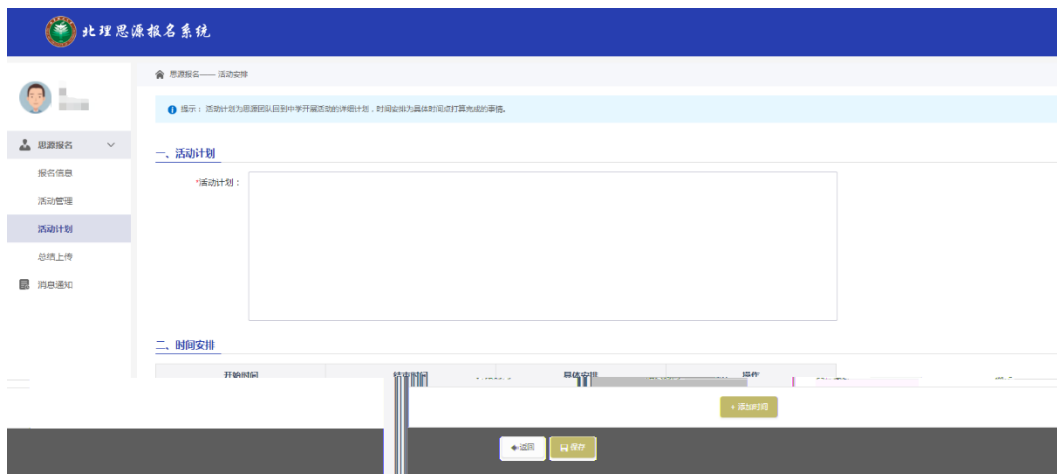 北理思源报名系统
思源报名—— 活动安排
提示： 活动计划为思源团队回到中学开展活动的详细计划，时间安排为具体时间点打算完成的事情。
思源报名
报名信息
活动管理
活动计划
总结上传
消息通知
一、活动计划
*活动计划：
二、时间安排
开始时间 结束时间 具体安排 操作
+ 添加时间
返回 保存